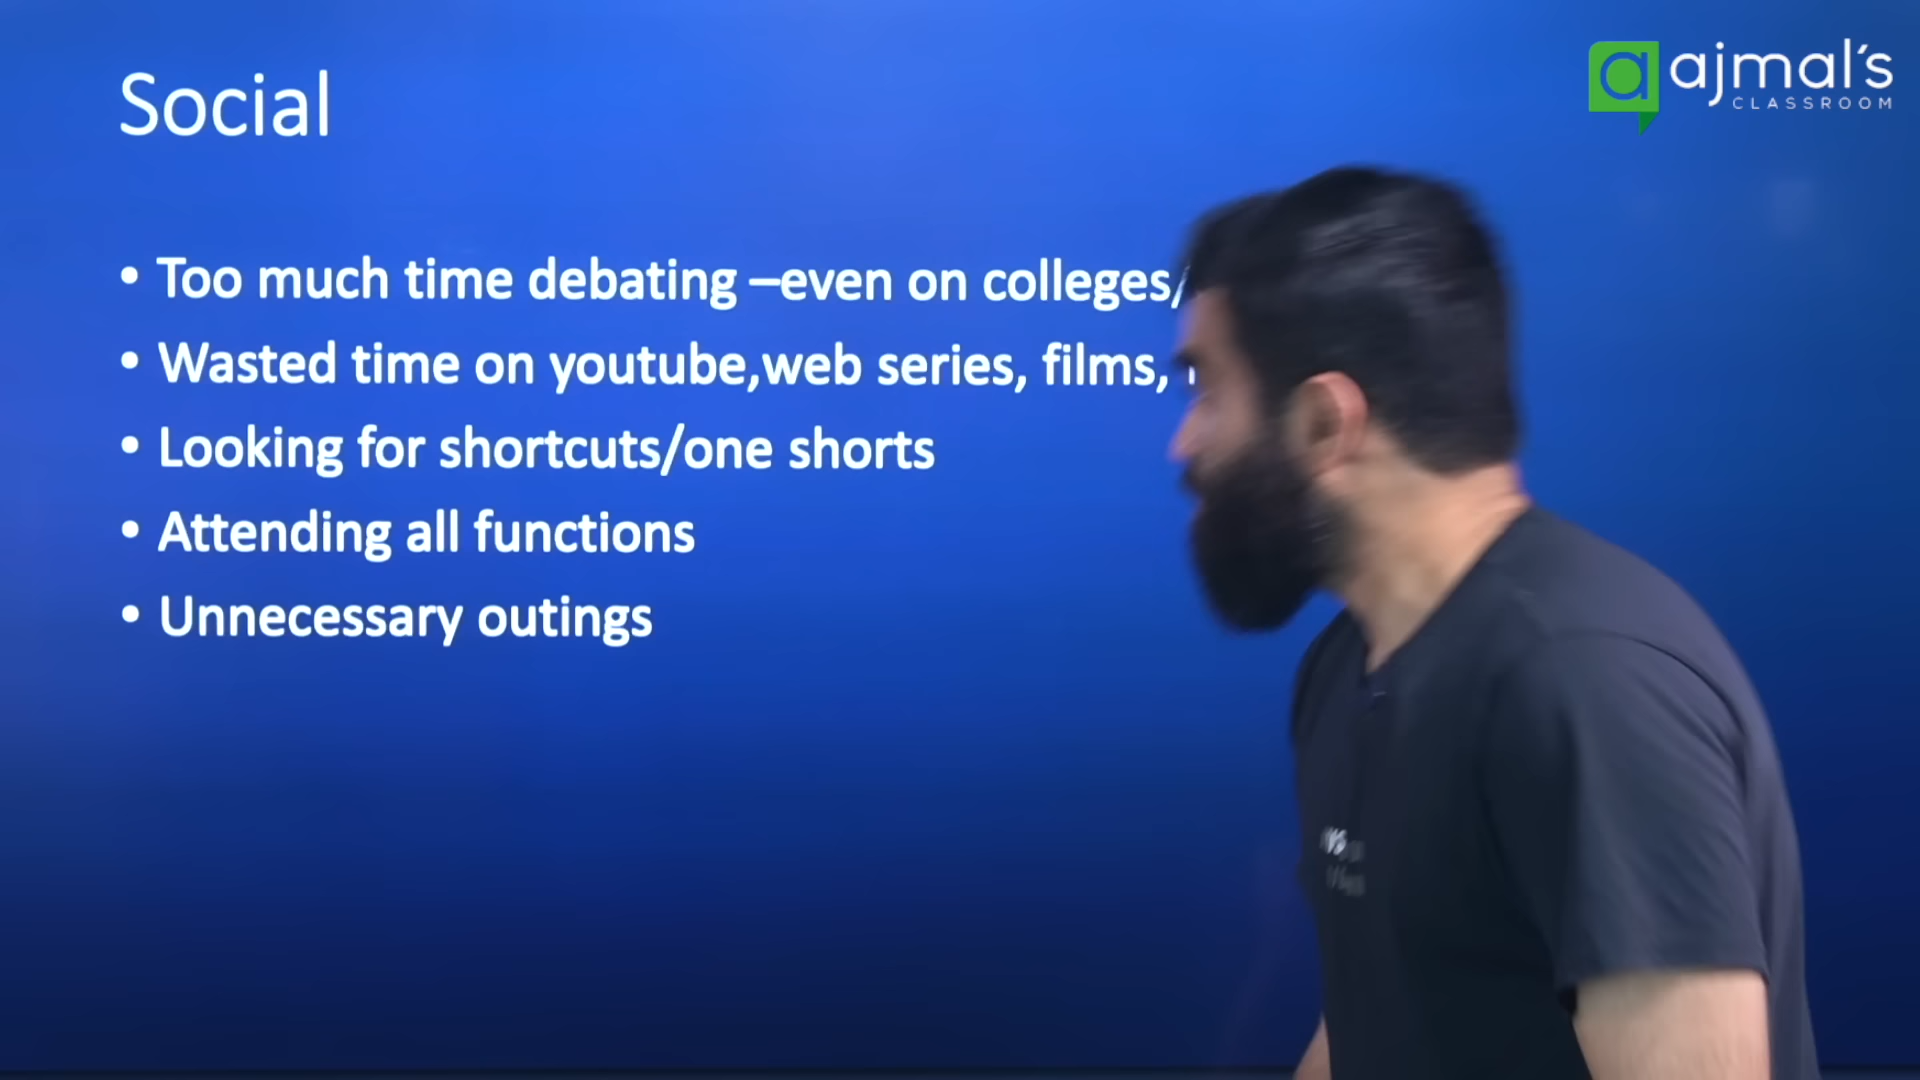 Social
ajmal's
CLASSROOM
• Too much time debating –even on colleges/
• Wasted time on youtube,web series, films,
• Looking for shortcuts/one shorts
• Attending all functions
• Unnecessary outings